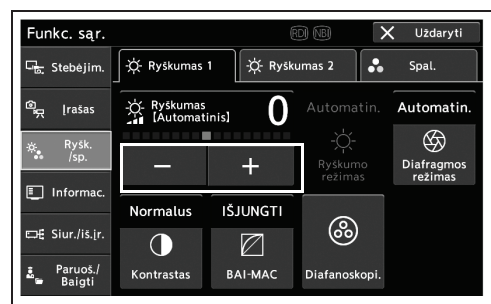 Funkc. sąr.
RDI NBI
Uždaryti
Stebėjim.
Ryškumas 1
Ryškumas 2
Spal.
Įrašas
Ryškumas
[Automatinis]
0
Automatin.
Automatin.
Ryšk.
/sp.
−
+
Ryškumo
režimas
Diafragmos
režimas
Informac.
Normalus
IŠJUNGTI
Siur./iš.įr.
Paruoš./
Baigti
Kontrastas
BAI-MAC
Diafanoskopi.